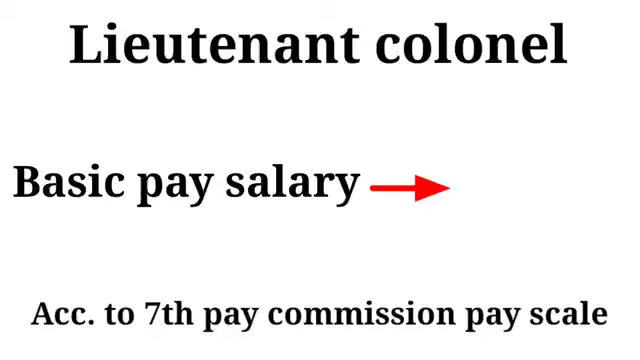 Lieutenant colonel
Basic pay salary
Acc. to 7th pay commission pay scale